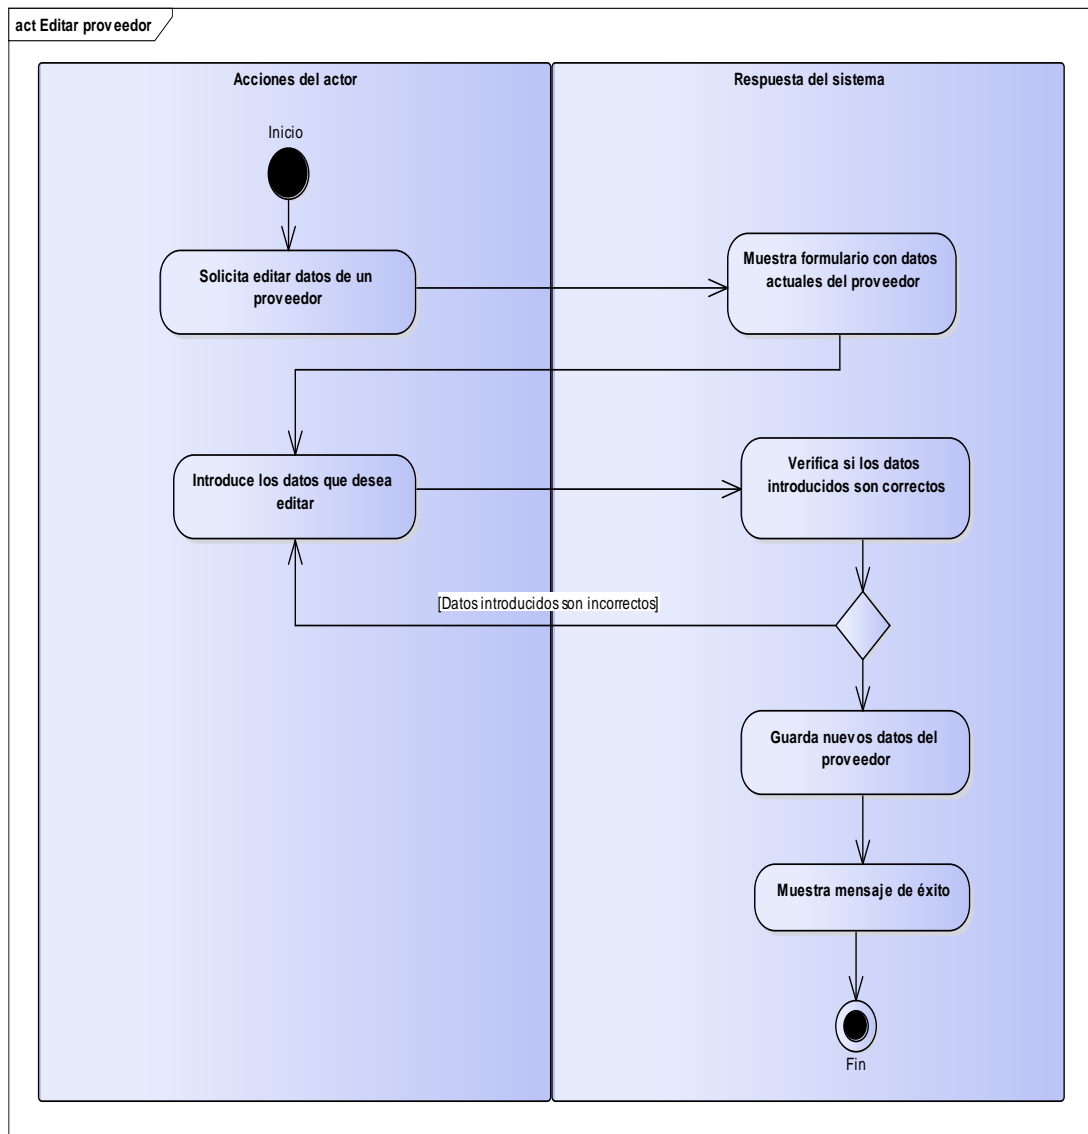 act Editar proveedor
Acciones del actor
Respuesta del sistema
Inicio
Solicita editar datos de un
proveedor
Muestra formulario con datos
actuales del proveedor
Introduce los datos que desea
editar
Verifica si los datos
introducidos son correctos
[Datos introducidos son incorrectos]
Guarda nuevos datos del
proveedor
Muestra mensaje de éxito
Fin